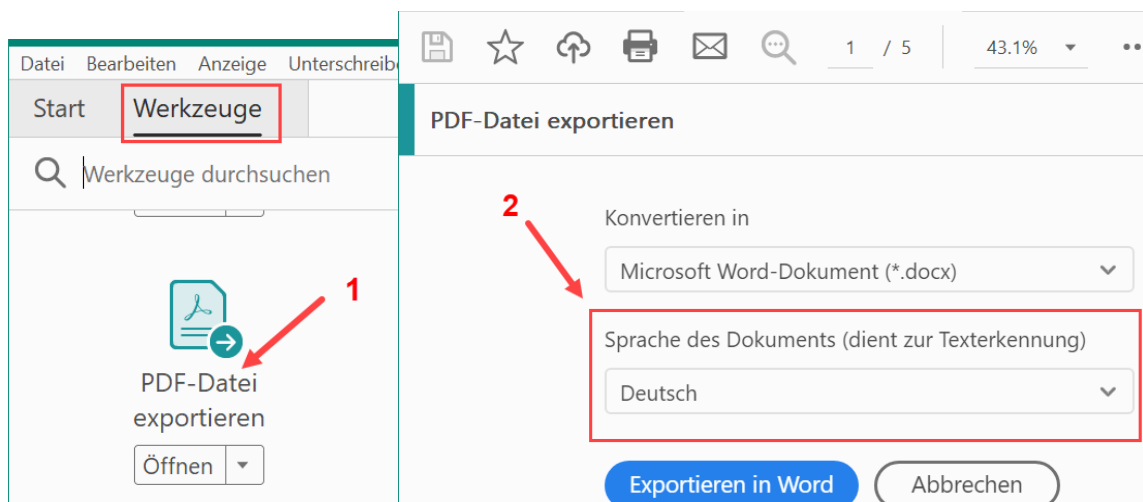 Datei Bearbeiten Anzeige Unterschreibe
Start Werkzeuge
Werkzeuge durchsuchen
1
PDF-Datei
exportieren
Öffnen
1 / 5 43.1%
PDF-Datei exportieren
2
Konvertieren in
Microsoft Word-Dokument (*.docx)
Sprache des Dokuments (dient zur Texterkennung)
Deutsch
Exportieren in Word Abbrechen